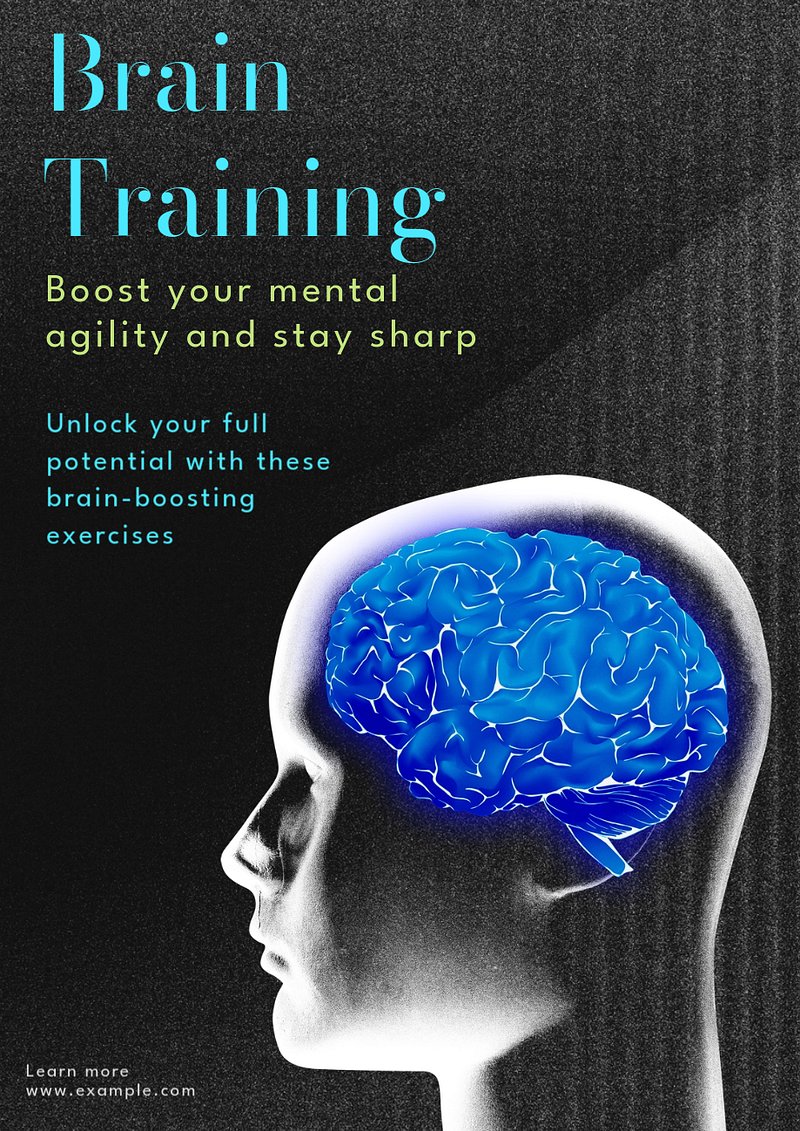 Brain
Training
Boost your mental
agility and stay sharp
Unlock your full
potential with these
brain-boosting
exercises
Learn more
www.example.com